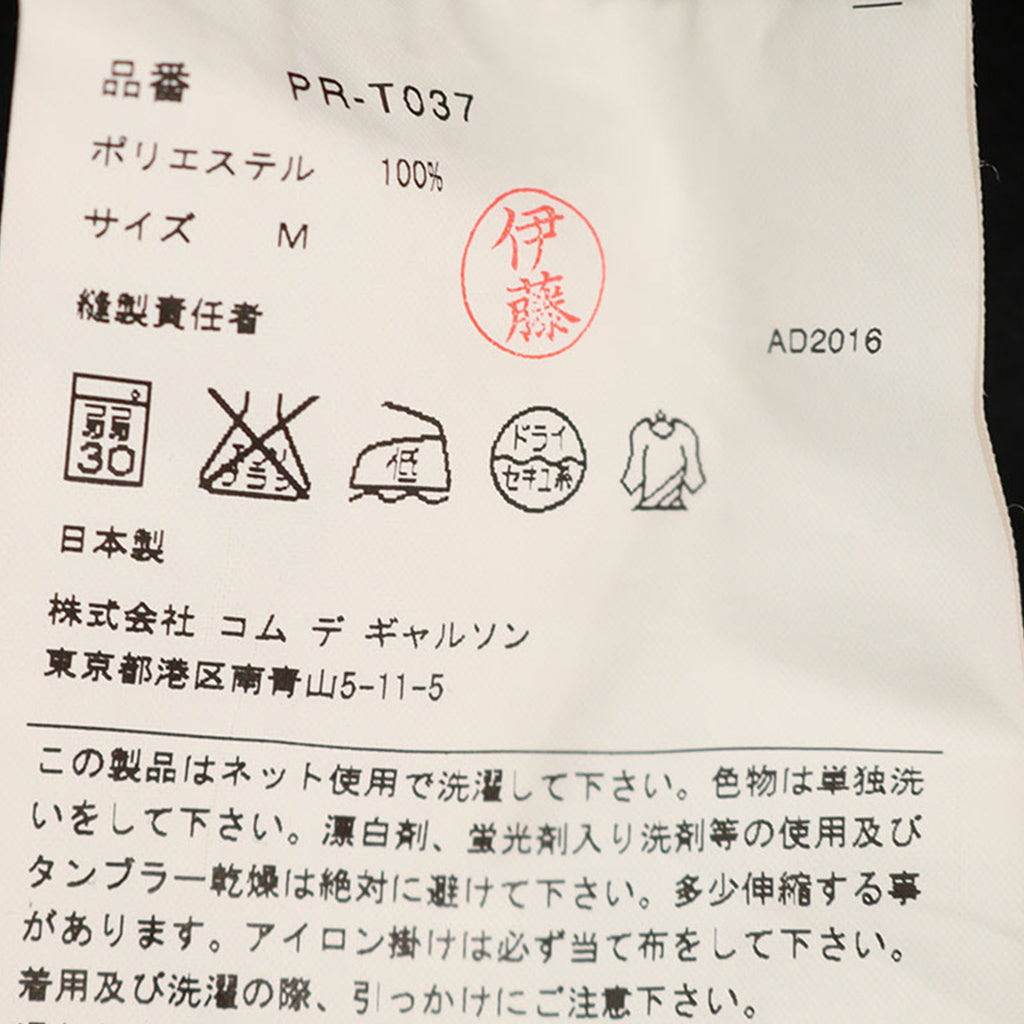 品番 PR-T037
ポリエステル 100%
サイズ M
伊藤
縫製責任者
AD2016
弱
30
エンソ
サラシ
低
ドライ
セキユ系
日本製
株式会社 コム デ ギャルソン
東京都港区南青山5-11-5
この製品はネット使用で洗濯して下さい。色物は単独洗
いをして下さい。漂白剤、蛍光剤入り洗剤等の使用及び
タンブラー乾燥は絶対に避けて下さい。多少伸縮する事
があります。アイロン掛けは必ず当て布をして下さい。
着用及び洗濯の際、引っかけにご注意下さい。